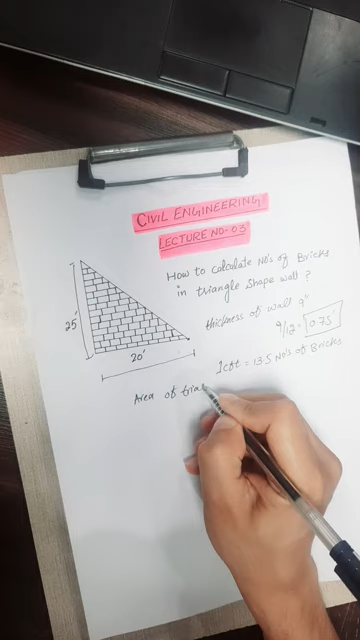 CIVIL ENGINEERING
LECTURE NO-03
How to calculate No's of Bricks
in triangle shape wall ?
thickness of wall 9"
9/12 = 0.75'
1cft = 13.5 No's of Bricks
25'
20'
Area of tria